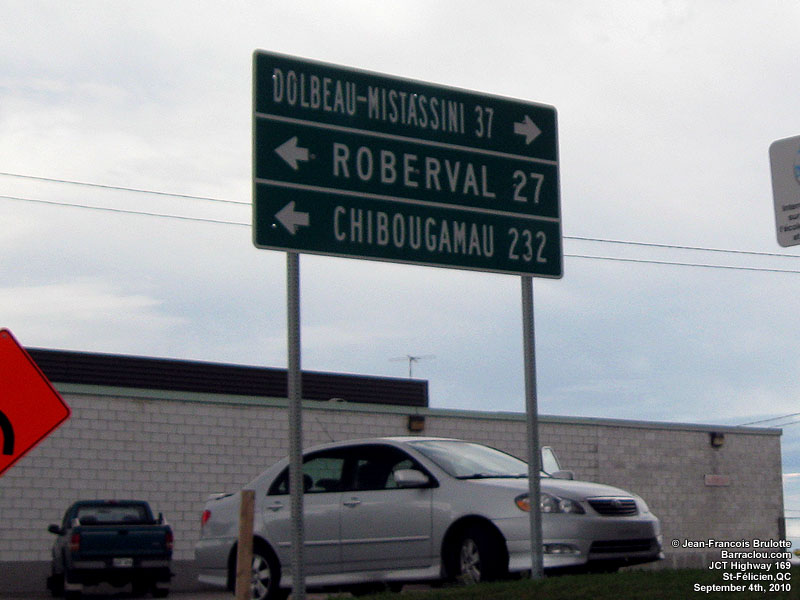 DOLBEAU-MISTASSINI 37
ROBERVAL 27
CHIBOUGAMAU 232
© Jean-Francois Brulotte
Barraclou.com
JCT Highway 169
St-Félicien,QC
September 4th, 2010